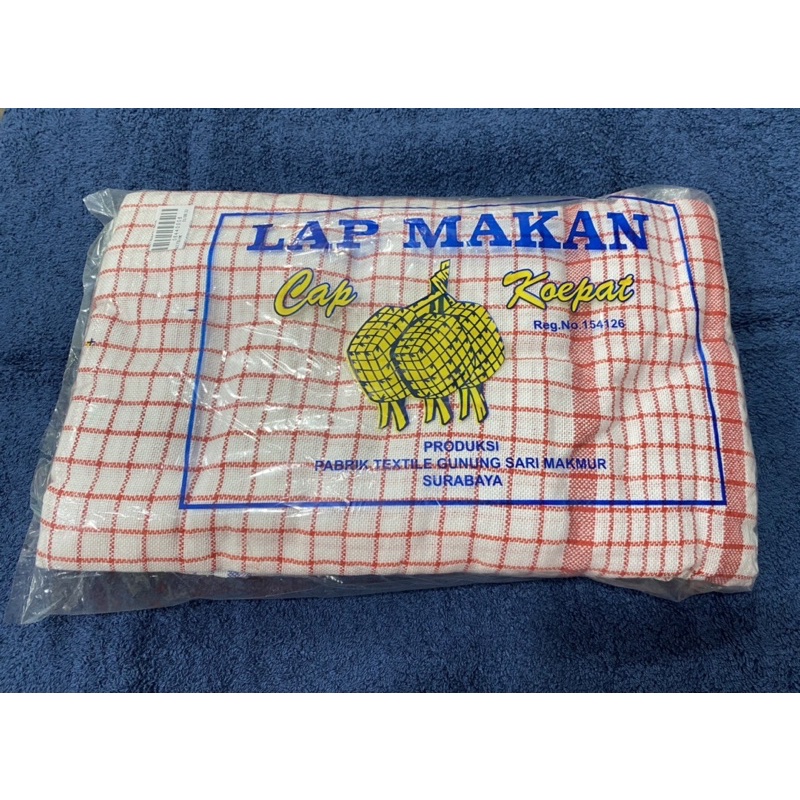 LAP MAKAN
Cap Koepat
Reg.No.154126
PRODUKSI
PABRIK TEXTILE GUNUNG SARI MAKMUR
SURABAYA